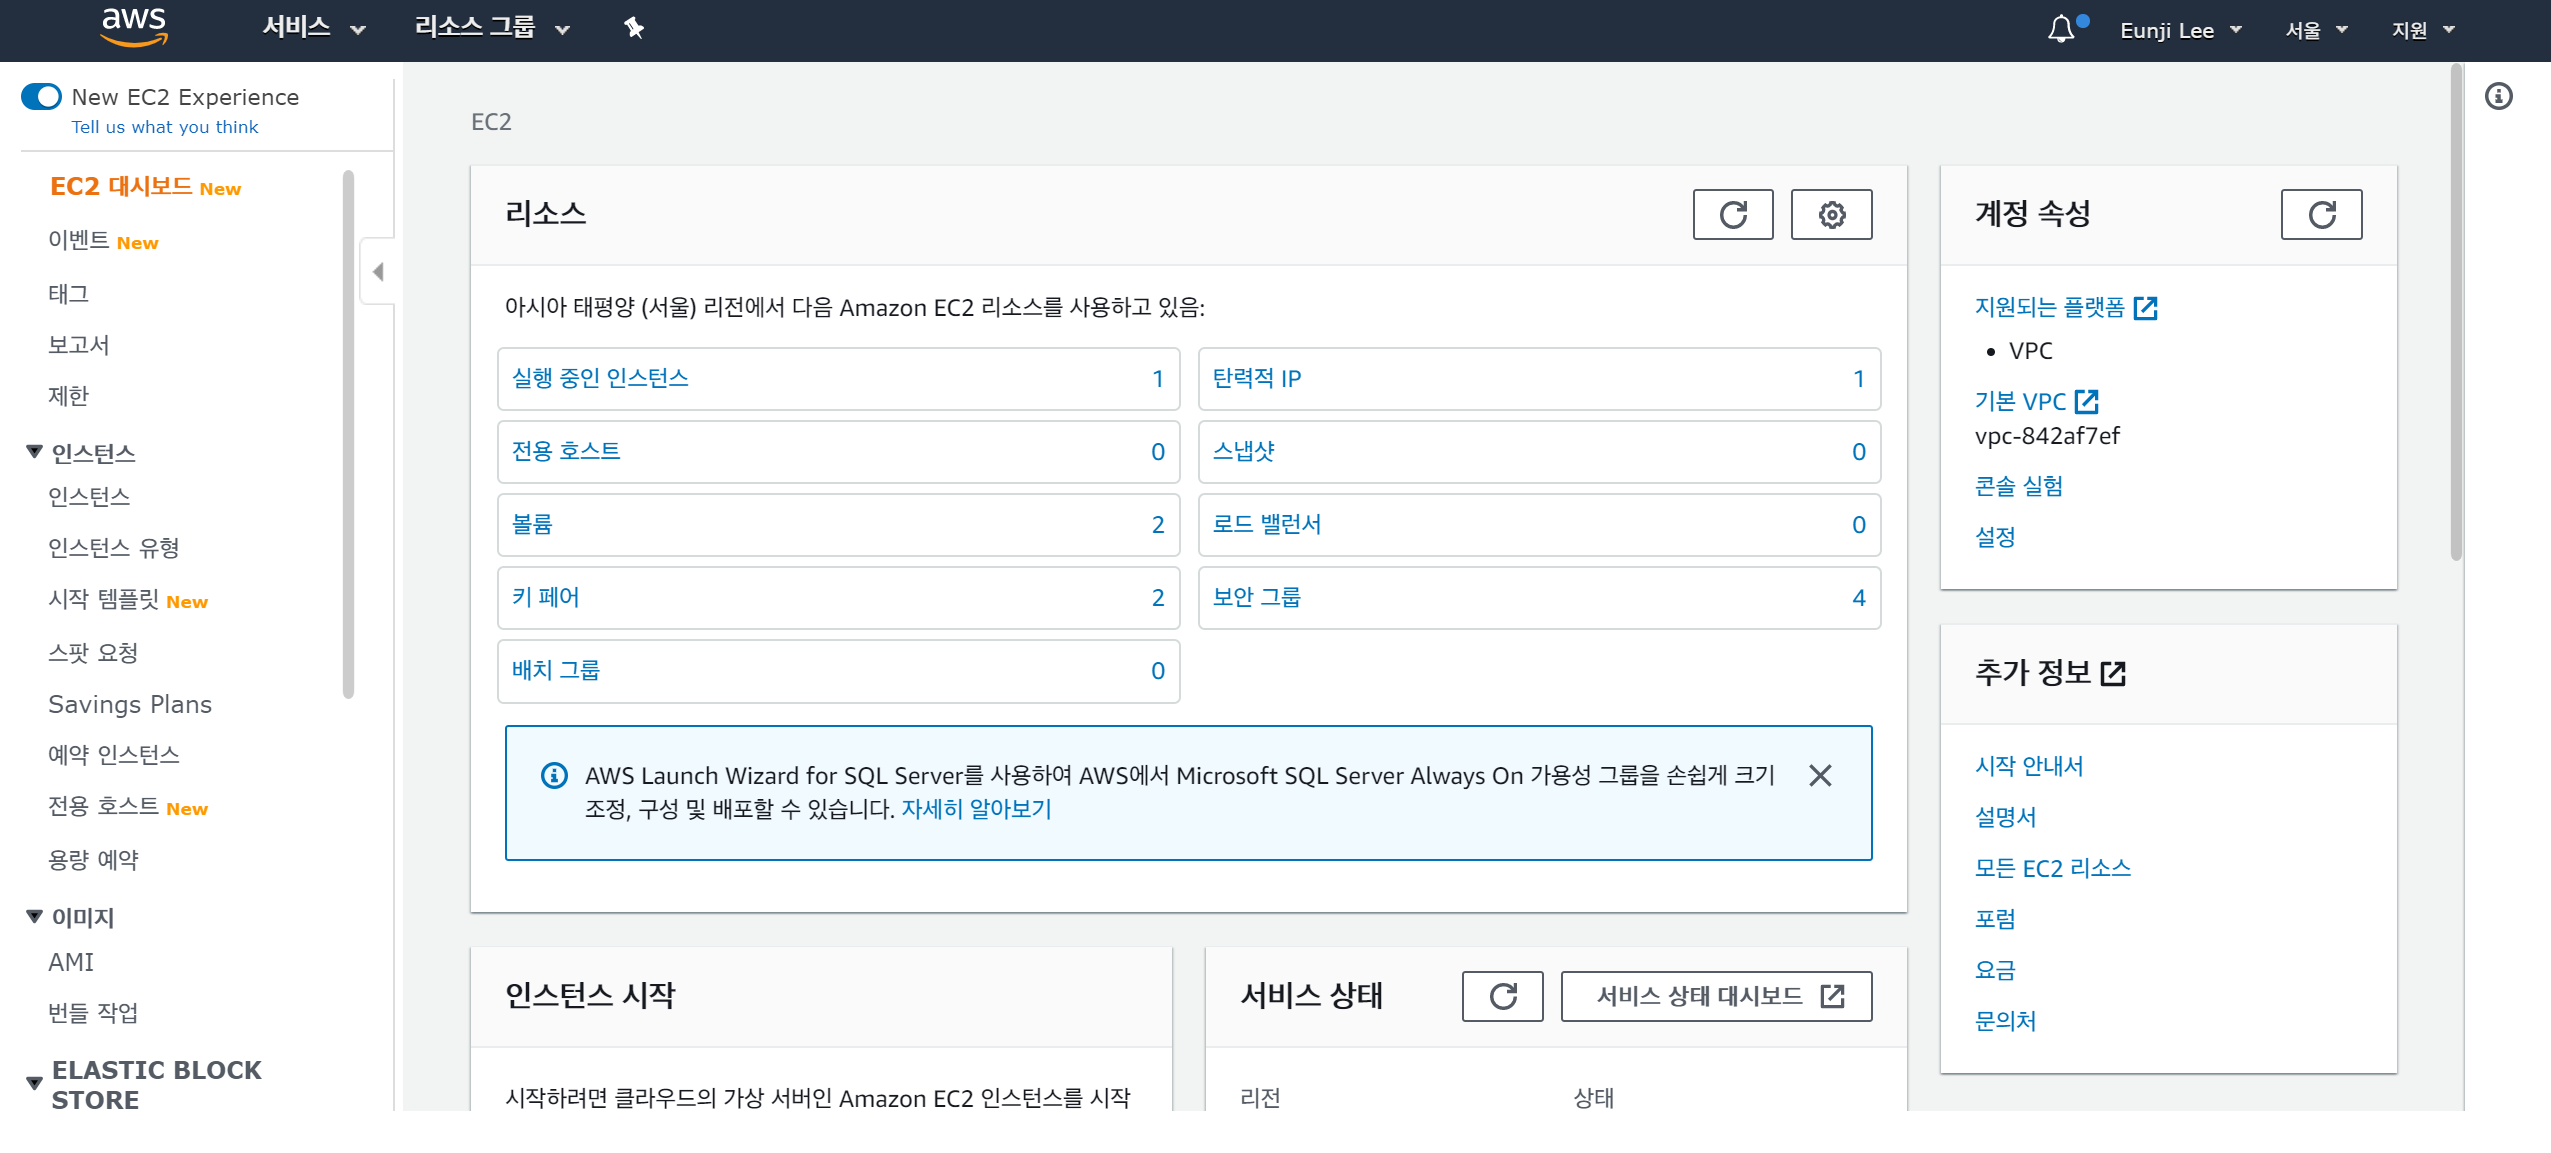 aws
서비스
리소스 그룹
Eunji Lee
서울
지원
New EC2 Experience
Tell us what you think
EC2 대시보드 New
이벤트 New
태그
보고서
제한
인스턴스
인스턴스
인스턴스 유형
시작 템플릿 New
스팟 요청
Savings Plans
예약 인스턴스
전용 호스트 New
용량 예약
이미지
AMI
번들 작업
ELASTIC BLOCK
STORE
EC2
리소스
아시아 태평양 (서울) 리전에서 다음 Amazon EC2 리소스를 사용하고 있음:
실행 중인 인스턴스 1
탄력적 IP 1
전용 호스트 0
스냅샷 0
볼륨 2
로드 밸런서 0
키 페어 2
보안 그룹 4
배치 그룹 0
AWS Launch Wizard for SQL Server를 사용하여 AWS에서 Microsoft SQL Server Always On 가용성 그룹을 손쉽게 크기
조정, 구성 및 배포할 수 있습니다. 자세히 알아보기
인스턴스 시작
시작하려면 클라우드의 가상 서버인 Amazon EC2 인스턴스를 시작
서비스 상태
서비스 상태 대시보드
리전
상태
계정 속성
지원되는 플랫폼
• VPC
기본 VPC
vpc-842af7ef
콘솔 실험
설정
추가 정보
시작 안내서
설명서
모든 EC2 리소스
포럼
요금
문의처